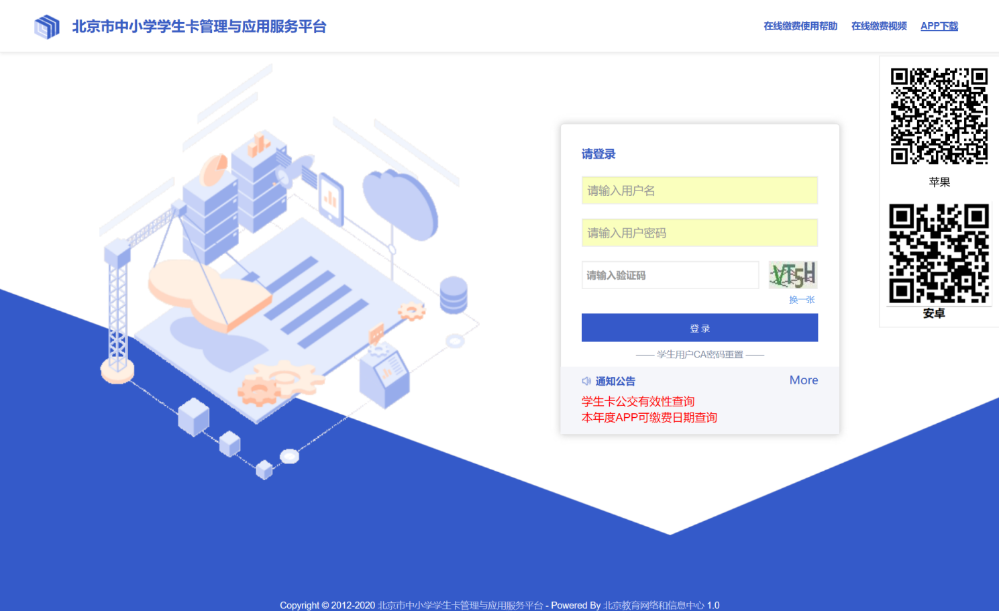 北京市中小学学生卡管理与应用服务平台
在线缴费使用帮助 在线缴费视频 APP下载
苹果
安卓
请登录
请输入用户名
请输入用户密码
请输入验证码
VT5H
换一张
登 录
—— 学生用户CA密码重置 ——
通知公告 More
学生卡公交有效性查询
本年度APP可缴费日期查询
Copyright © 2012-2020 北京市中小学学生卡管理与应用服务平台 - Powered By 北京教育网络和信息中心 1.0